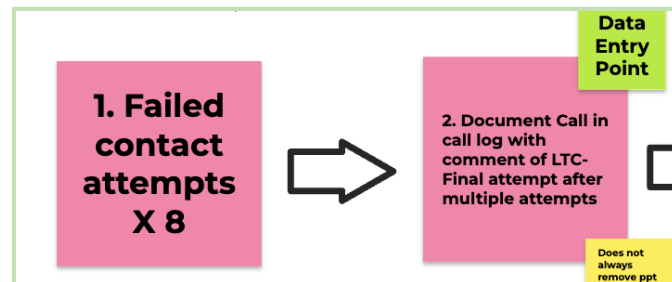 1. Failed
contact
attempts
X 8
Data
Entry
Point
2. Document Call in
call log with
comment of LTC-
Final attempt after
multiple attempts
Does not
always
remove ppt